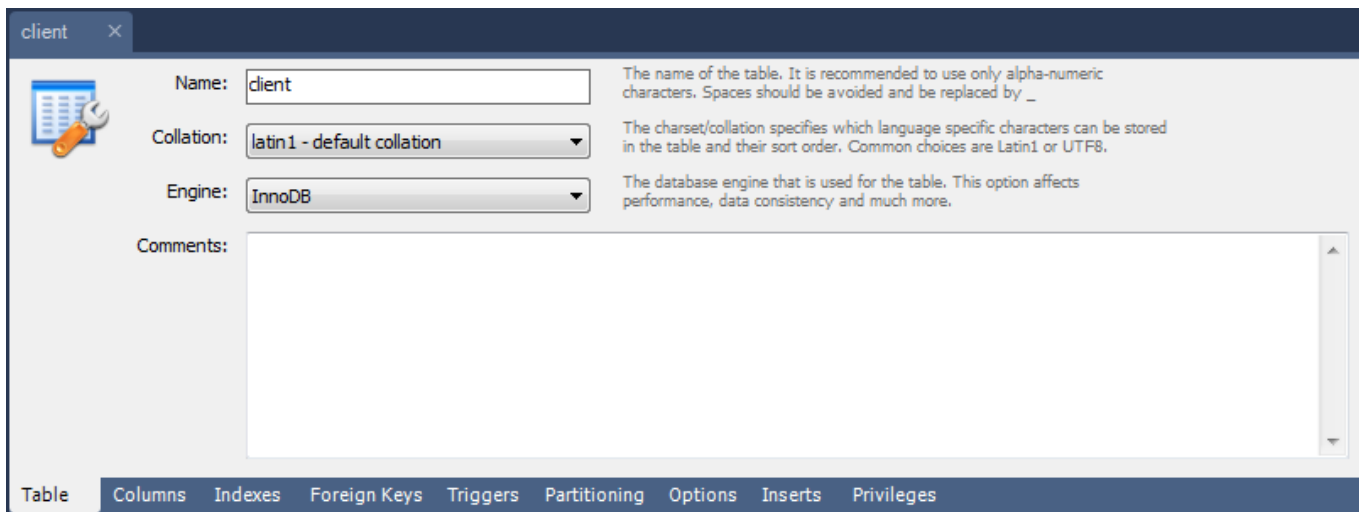 client ×
Name: client
The name of the table. It is recommended to use only alpha-numeric
characters. Spaces should be avoided and be replaced by _
Collation: latin1 - default collation
The charset/collation specifies which language specific characters can be stored
in the table and their sort order. Common choices are Latin1 or UTF8.
Engine: InnoDB
The database engine that is used for the table. This option affects
performance, data consistency and much more.
Comments:
Table Columns Indexes Foreign Keys Triggers Partitioning Options Inserts Privileges